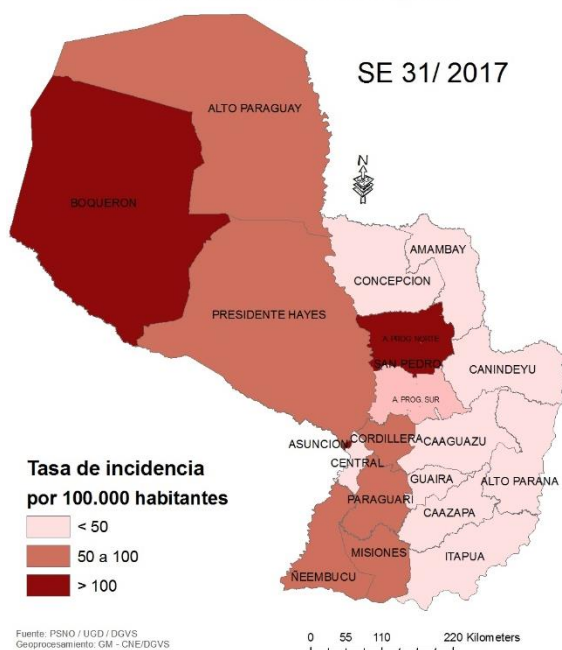 SE 31/ 2017
ALTO PARAGUAY
N
BOQUERON
AMAMBAY
CONCEPCION
PRESIDENTE HAYES
A. PROG. NORTE
SAN PEDRO
CANINDEYU
A. PROG. SUR
ASUNCION
CORDILLERA
CAAGUAZU
CENTRAL
GUAIRA
ALTO PARANA
PARAGUARI
CAAZAPA
MISIONES
ITAPUA
ÑEEMBUCU
Tasa de incidencia
por 100.000 habitantes
< 50
50 a 100
> 100
Fuente: PSNO / UGD / DGVS
Geoprocesamiento: GM - CNE/DGVS
0 55 110 220 Kilometers